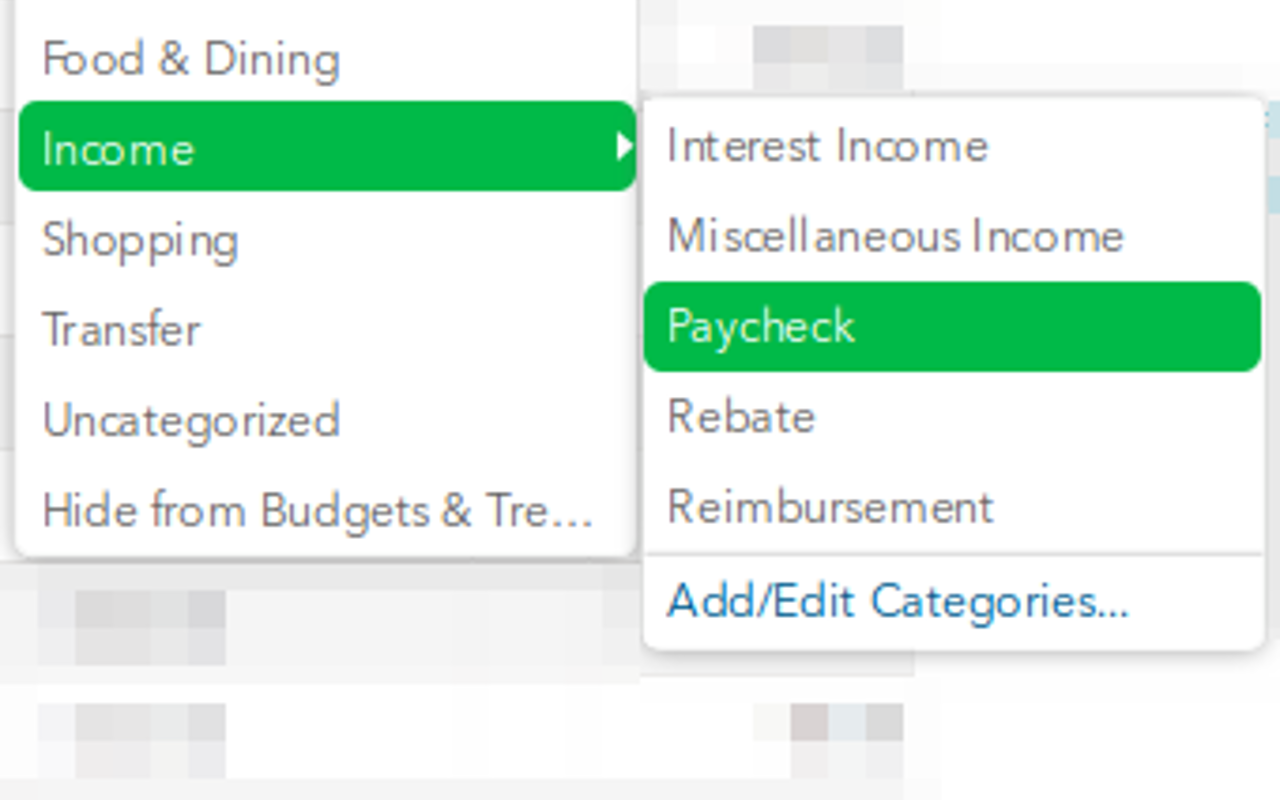 Food & Dining
Income
Shopping
Transfer
Uncategorized
Hide from Budgets & Tre...
Interest Income
Miscellaneous Income
Paycheck
Rebate
Reimbursement
Add/Edit Categories...